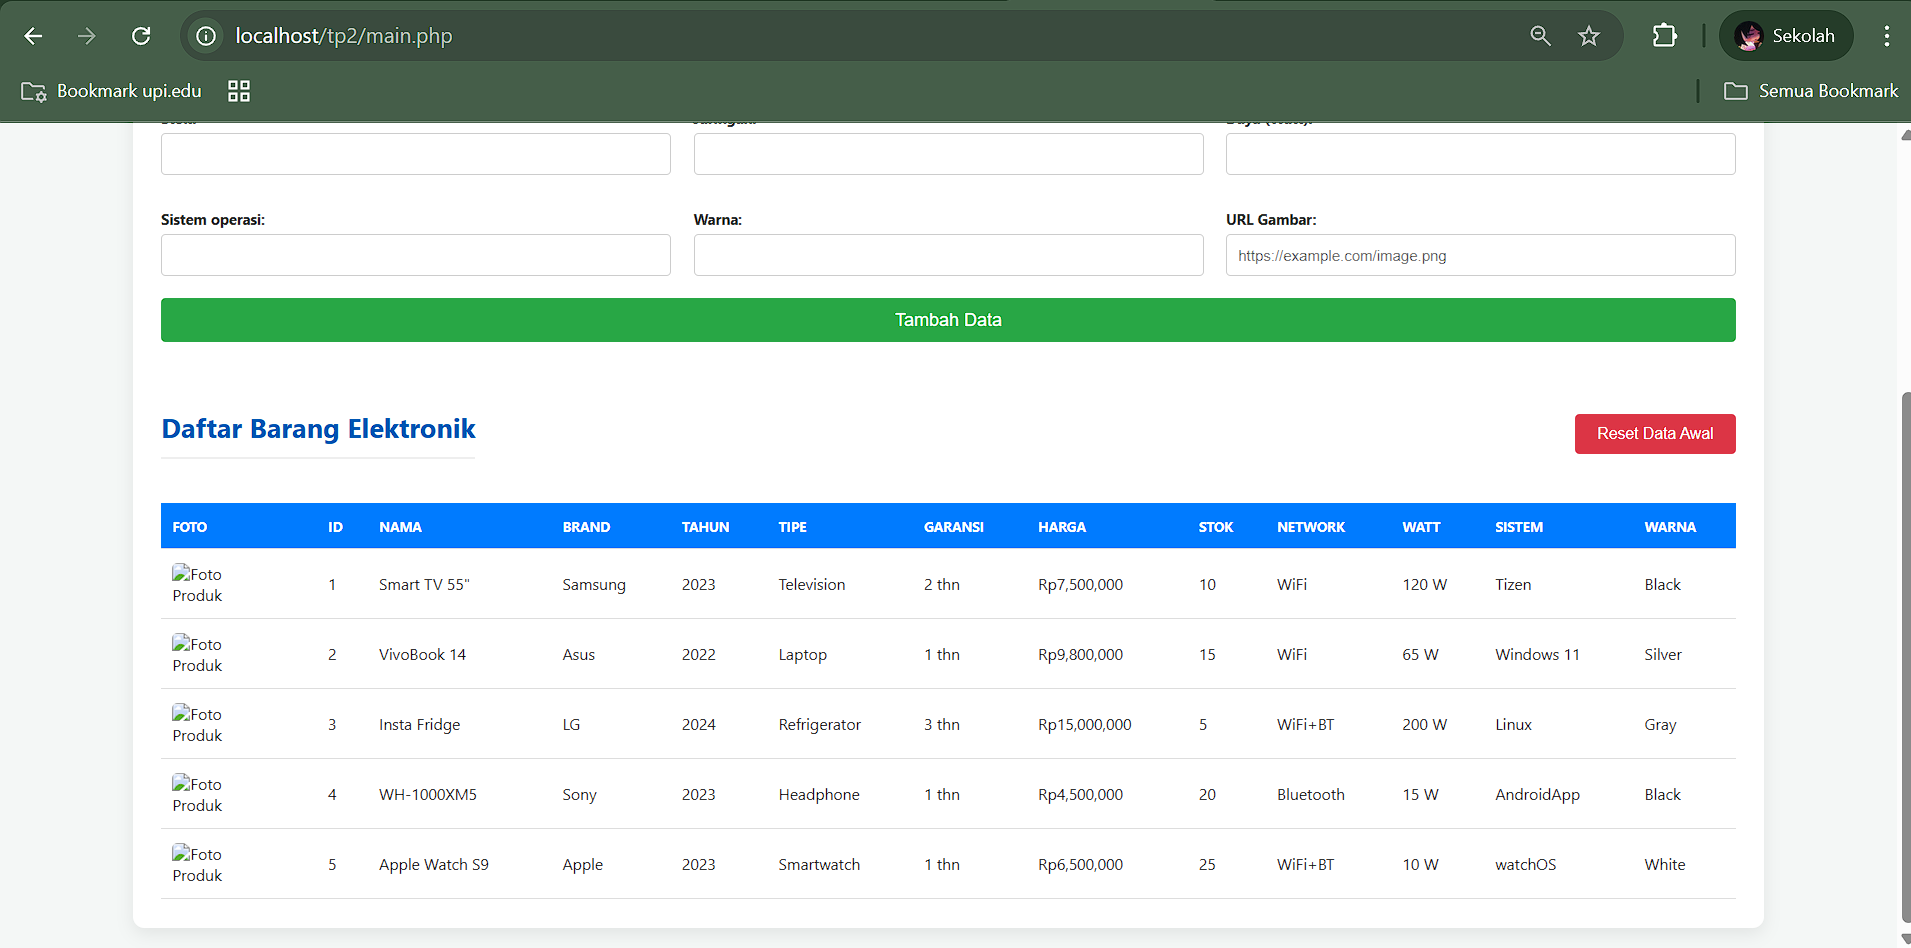 localhost/tp2/main.php
Sekolah
Bookmark upi.edu
Semua Bookmark
Sistem operasi: Warna: URL Gambar:
https://example.com/image.png
Tambah Data
Daftar Barang Elektronik
Reset Data Awal
FOTO ID NAMA BRAND TAHUN TIPE GARANSI HARGA STOK NETWORK WATT SISTEM WARNA
Foto Produk 1 Smart TV 55" Samsung 2023 Television 2 thn Rp7,500,000 10 WiFi 120 W Tizen Black
Foto Produk 2 VivoBook 14 Asus 2022 Laptop 1 thn Rp9,800,000 15 WiFi 65 W Windows 11 Silver
Foto Produk 3 Insta Fridge LG 2024 Refrigerator 3 thn Rp15,000,000 5 WiFi+BT 200 W Linux Gray
Foto Produk 4 WH-1000XM5 Sony 2023 Headphone 1 thn Rp4,500,000 20 Bluetooth 15 W AndroidApp Black
Foto Produk 5 Apple Watch S9 Apple 2023 Smartwatch 1 thn Rp6,500,000 25 WiFi+BT 10 W watchOS White